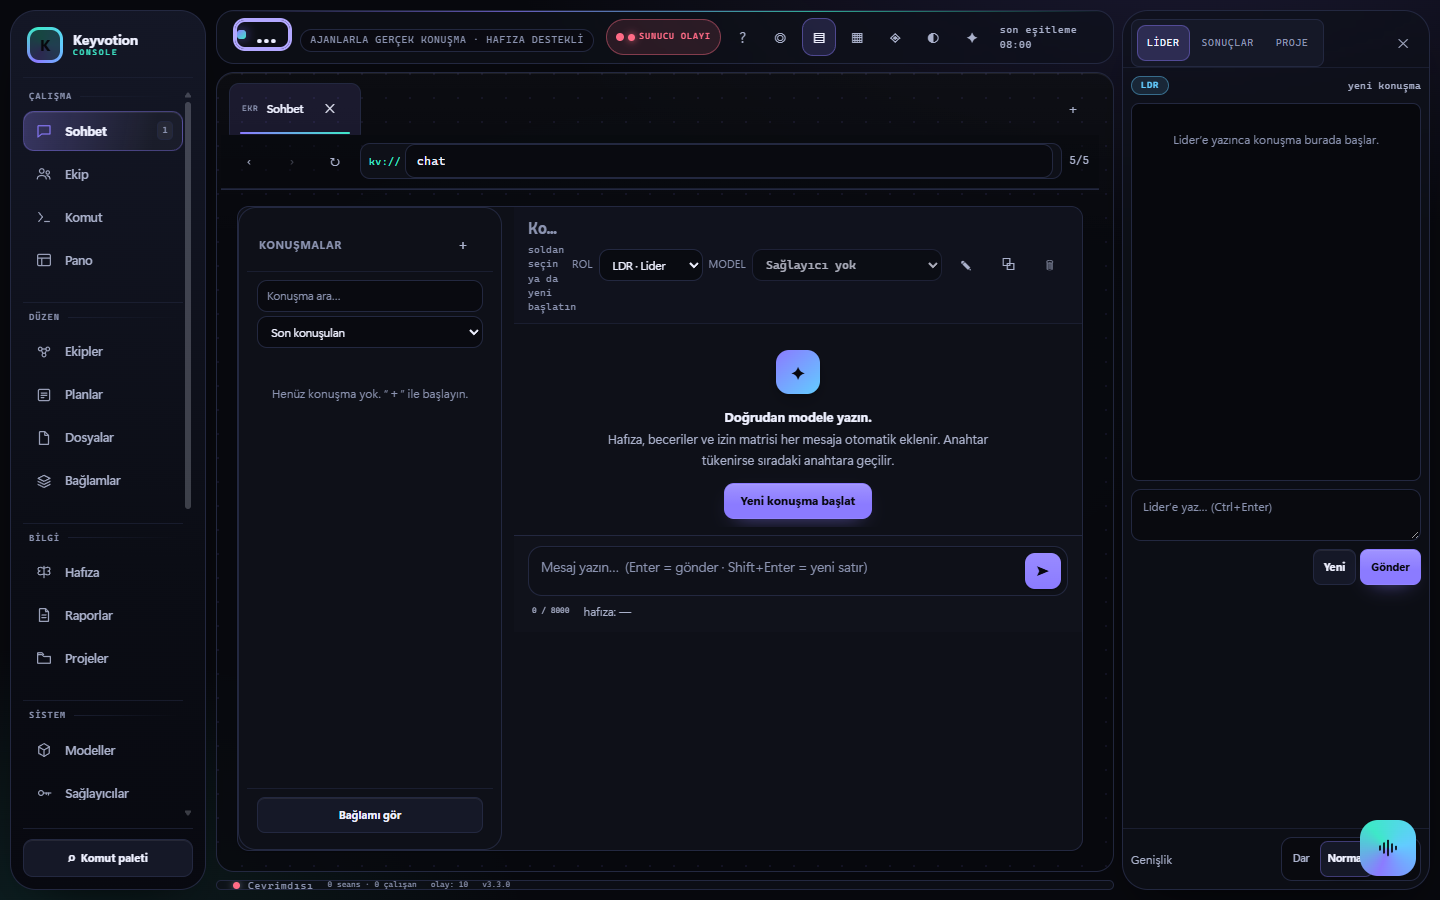 K
Keyvotion
CONSOLE
ÇALIŞMA
Sohbet
1
Ekip
Komut
Pano
DÜZEN
Ekipler
Planlar
Dosyalar
Bağlamlar
BİLGİ
Hafıza
Raporlar
Projeler
SİSTEM
Modeller
Sağlayıcılar
Komut paleti
...
AJANLARLA GERÇEK KONUŞMA · HAFIZA DESTEKLİ
SUNUCU OLAYI
?
son eşitleme
08:00
EKR
Sohbet
+
kv://
chat
5/5
KONUŞMALAR
+
Konuşma ara...
Son konuşulan
Henüz konuşma yok. “ + ” ile başlayın.
Bağlamı gör
Ko...
soldan
seçin
ya da
yeni
başlatın
ROL
LDR · Lider
MODEL
Sağlayıcı yok
Doğrudan modele yazın.
Hafıza, beceriler ve izin matrisi her mesaja otomatik eklenir. Anahtar
tükenirse sıradaki anahtara geçilir.
Yeni konuşma başlat
Mesaj yazın... (Enter = gönder · Shift+Enter = yeni satır)
0 / 8000
hafıza: —
Çevrimdışı
0 seans · 0 çalışan
olay: 10
v3.3.0
LİDER
SONUÇLAR
PROJE
LDR
yeni konuşma
Lider'e yazınca konuşma burada başlar.
Lider'e yaz... (Ctrl+Enter)
Yeni
Gönder
Genişlik
Dar